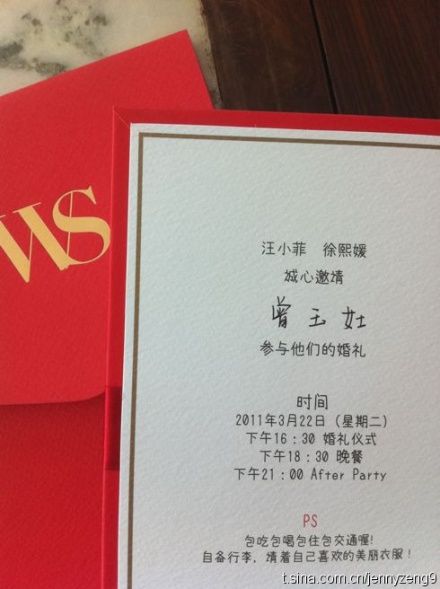 WS
汪小菲 徐熙媛
诚心邀请
曾玉女士
参与他们的婚礼
时间
2011年3月22日 (星期二)
下午16:30 婚礼仪式
下午18:30 晚餐
下午21:00 After Party
PS
包吃包喝包住包交通喔!
自备行李,请着自己喜欢的美丽衣服!
t.sina.com.cn/jennyzeng9